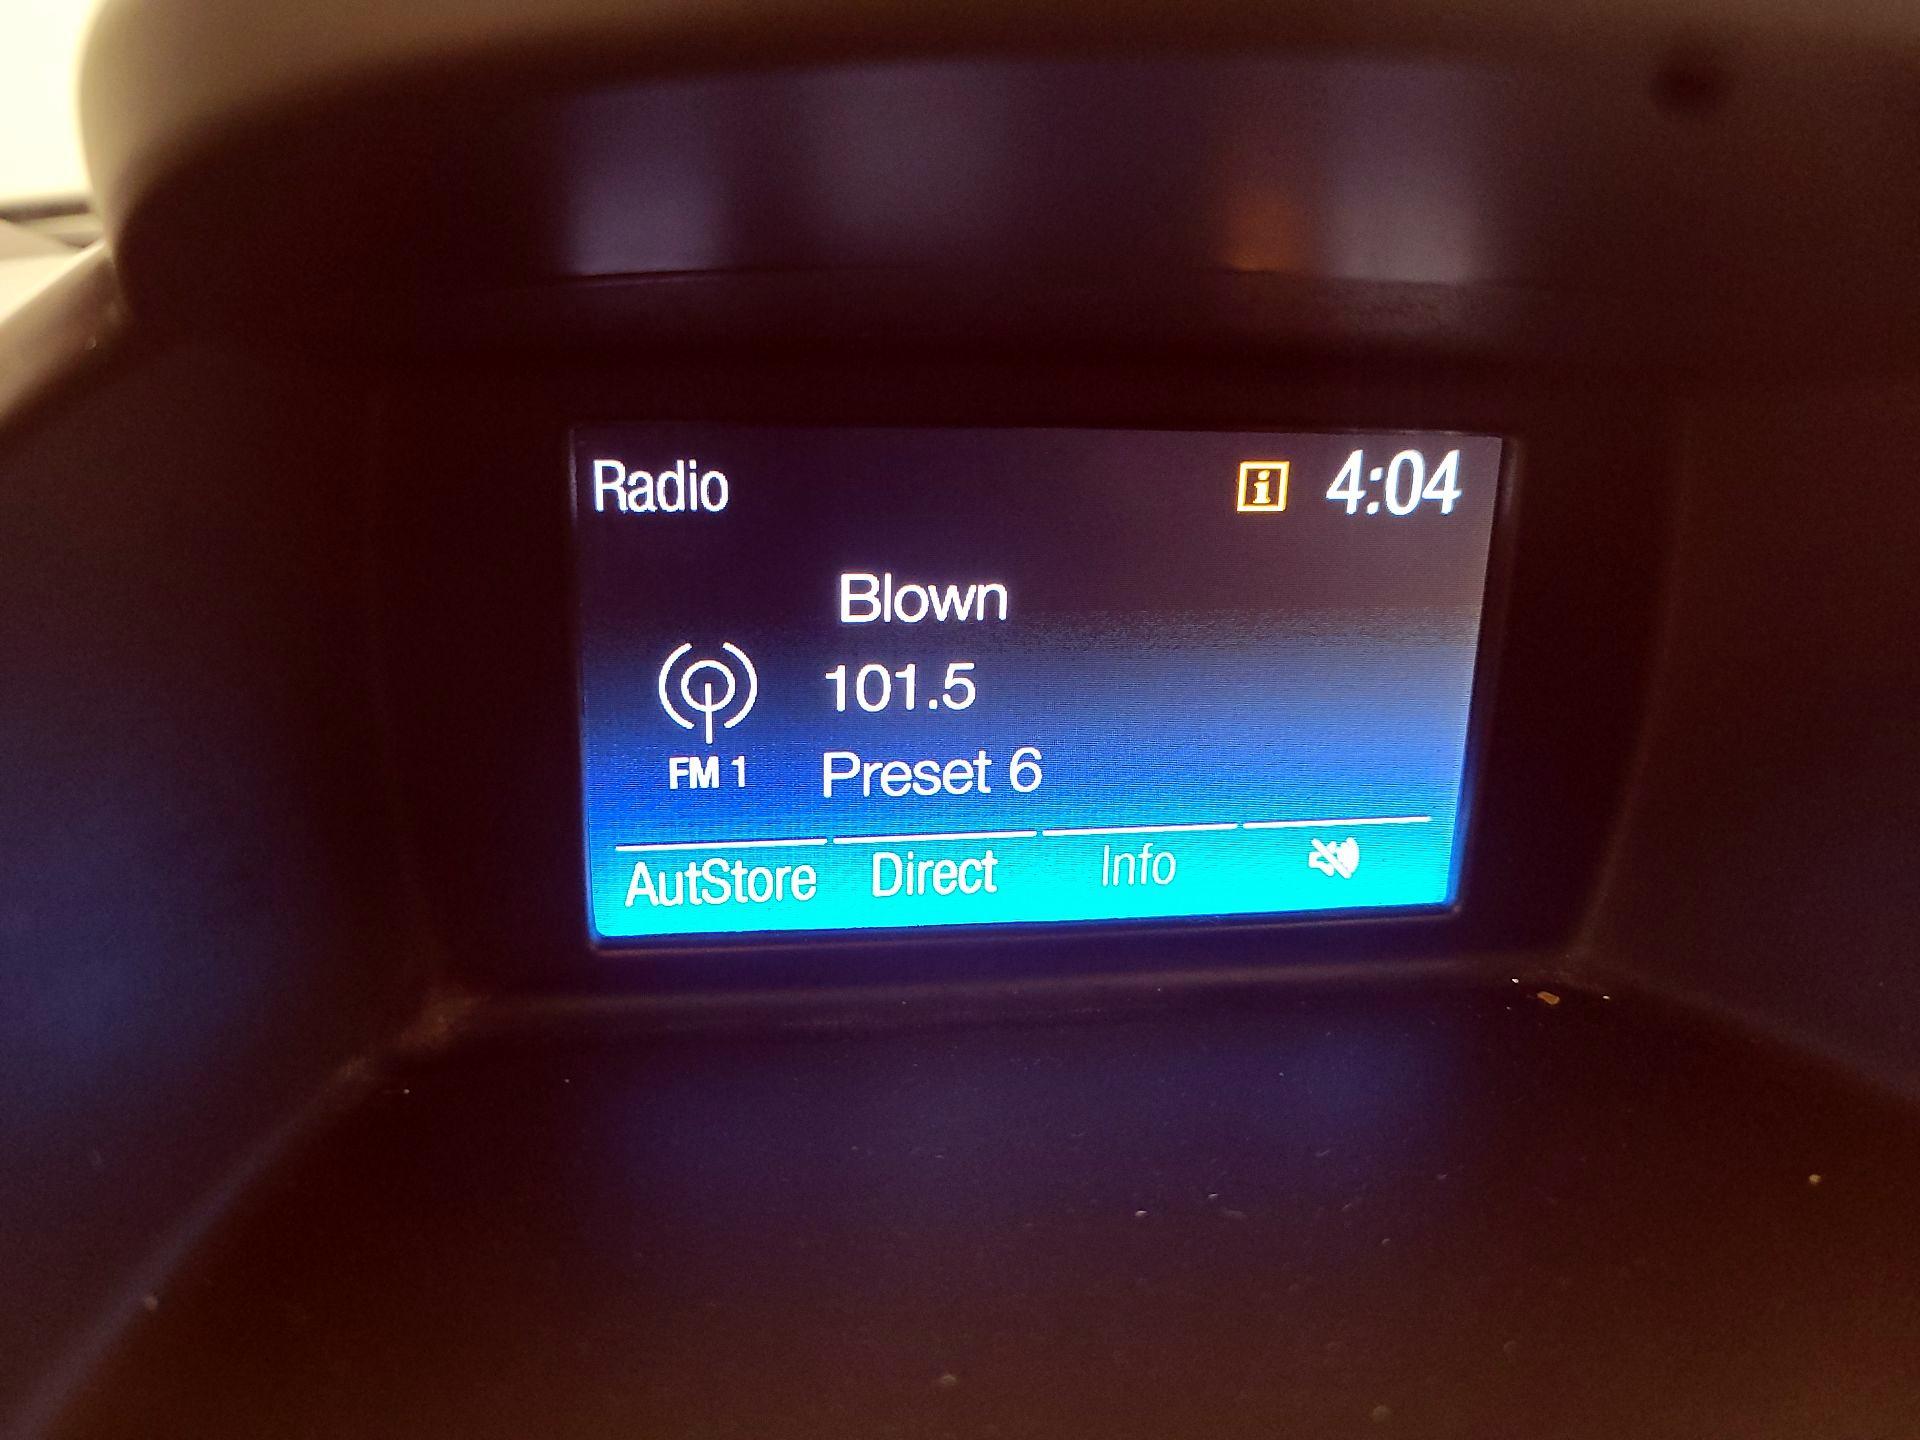 Radio i 4:04
Blown
101.5
FM 1 Preset 6
AutStore Direct Info